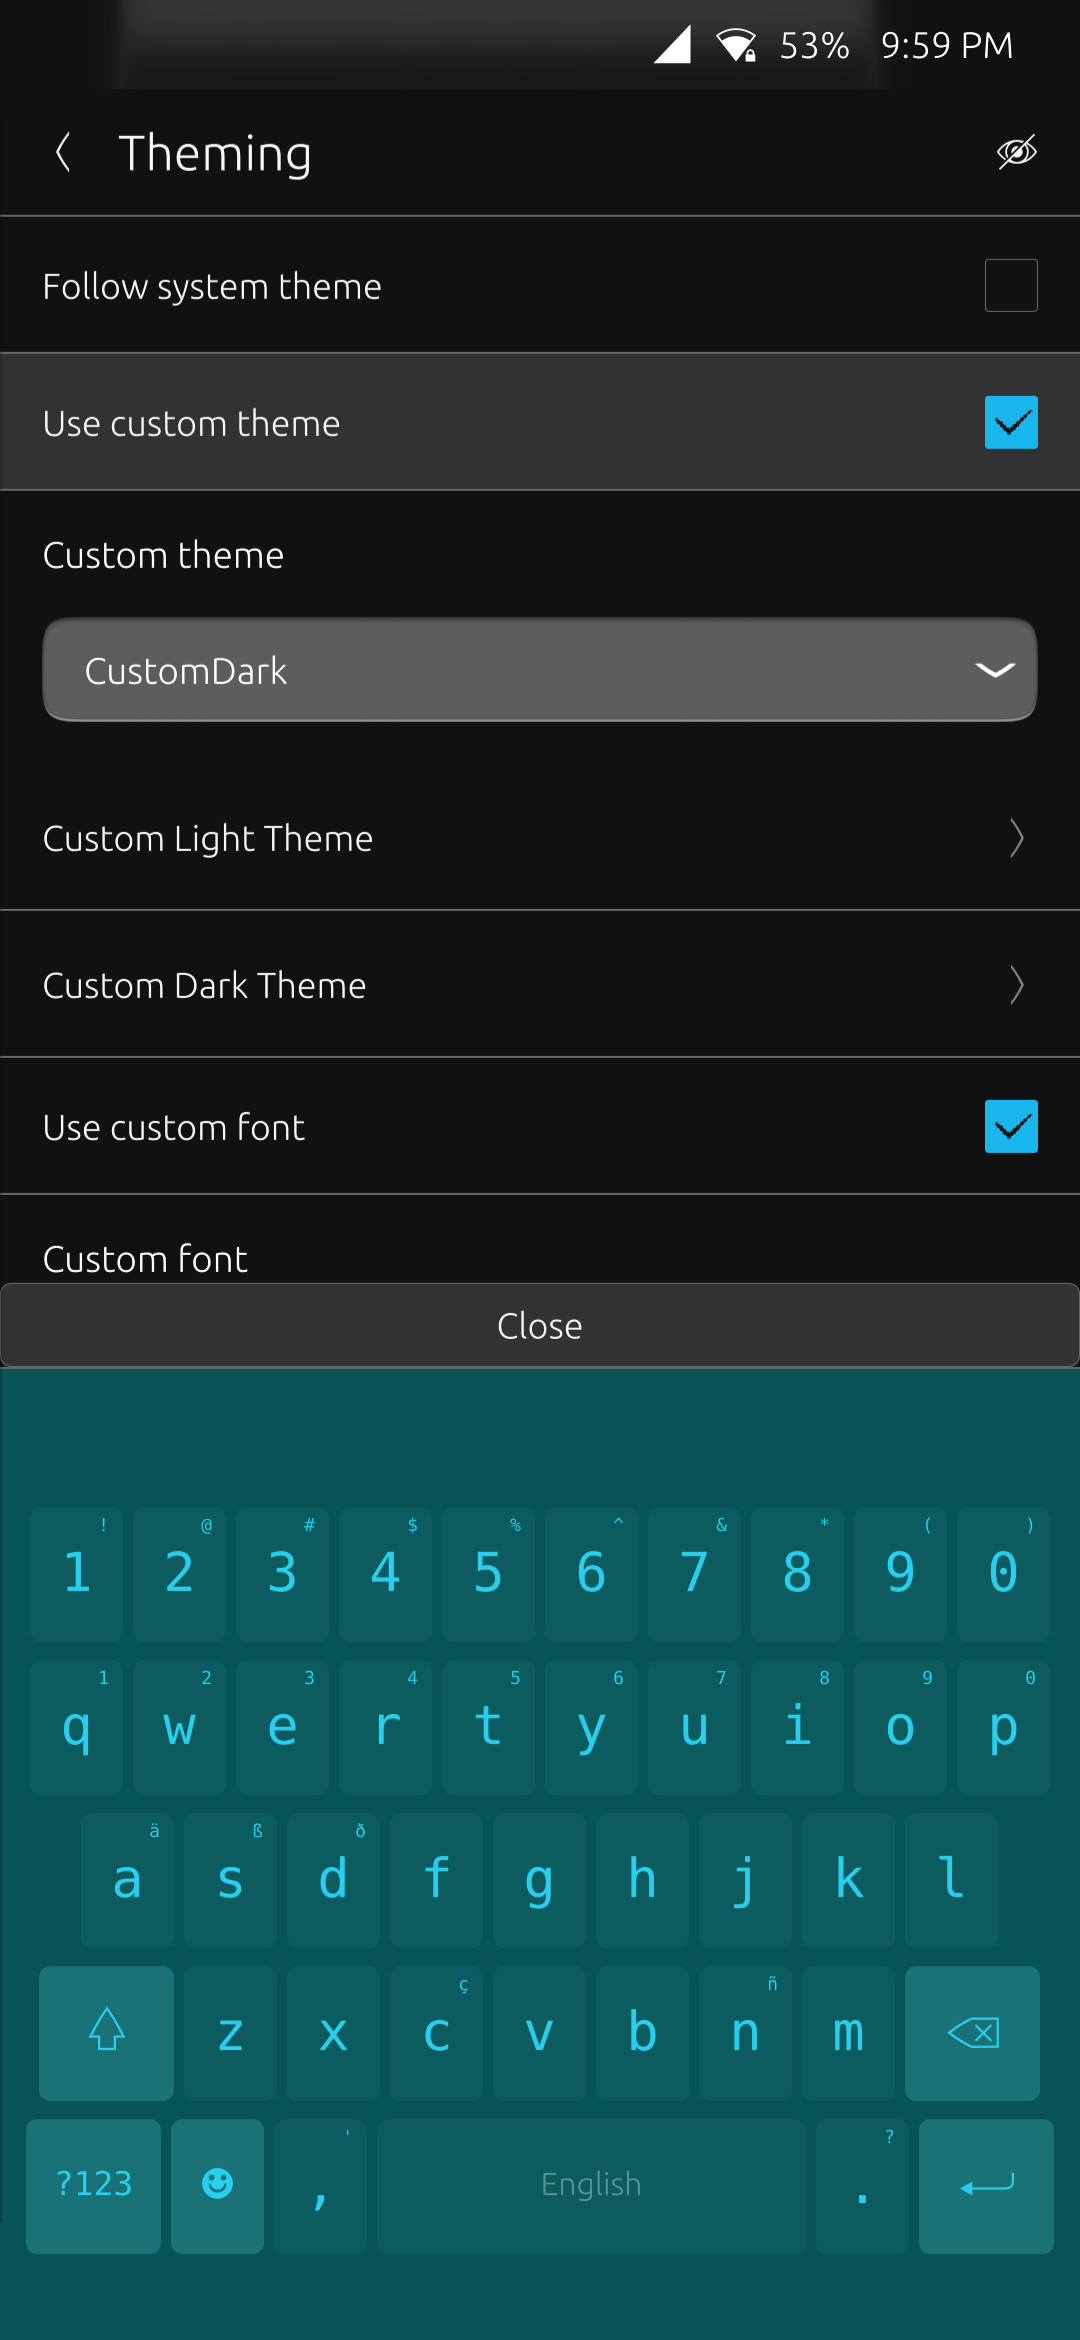 53% 9:59 PM
Theming
Follow system theme
Use custom theme
Custom theme
CustomDark
Custom Light Theme
Custom Dark Theme
Use custom font
Custom font
Close
! @ # $ % ^ & * ( )
1 2 3 4 5 6 7 8 9 0
1 2 3 4 5 6 7 8 9 0
q w e r t y u i o p
ä ß ð
a s d f g h j k l
ç ñ
z x c v b n m
' ?
?123 , English .